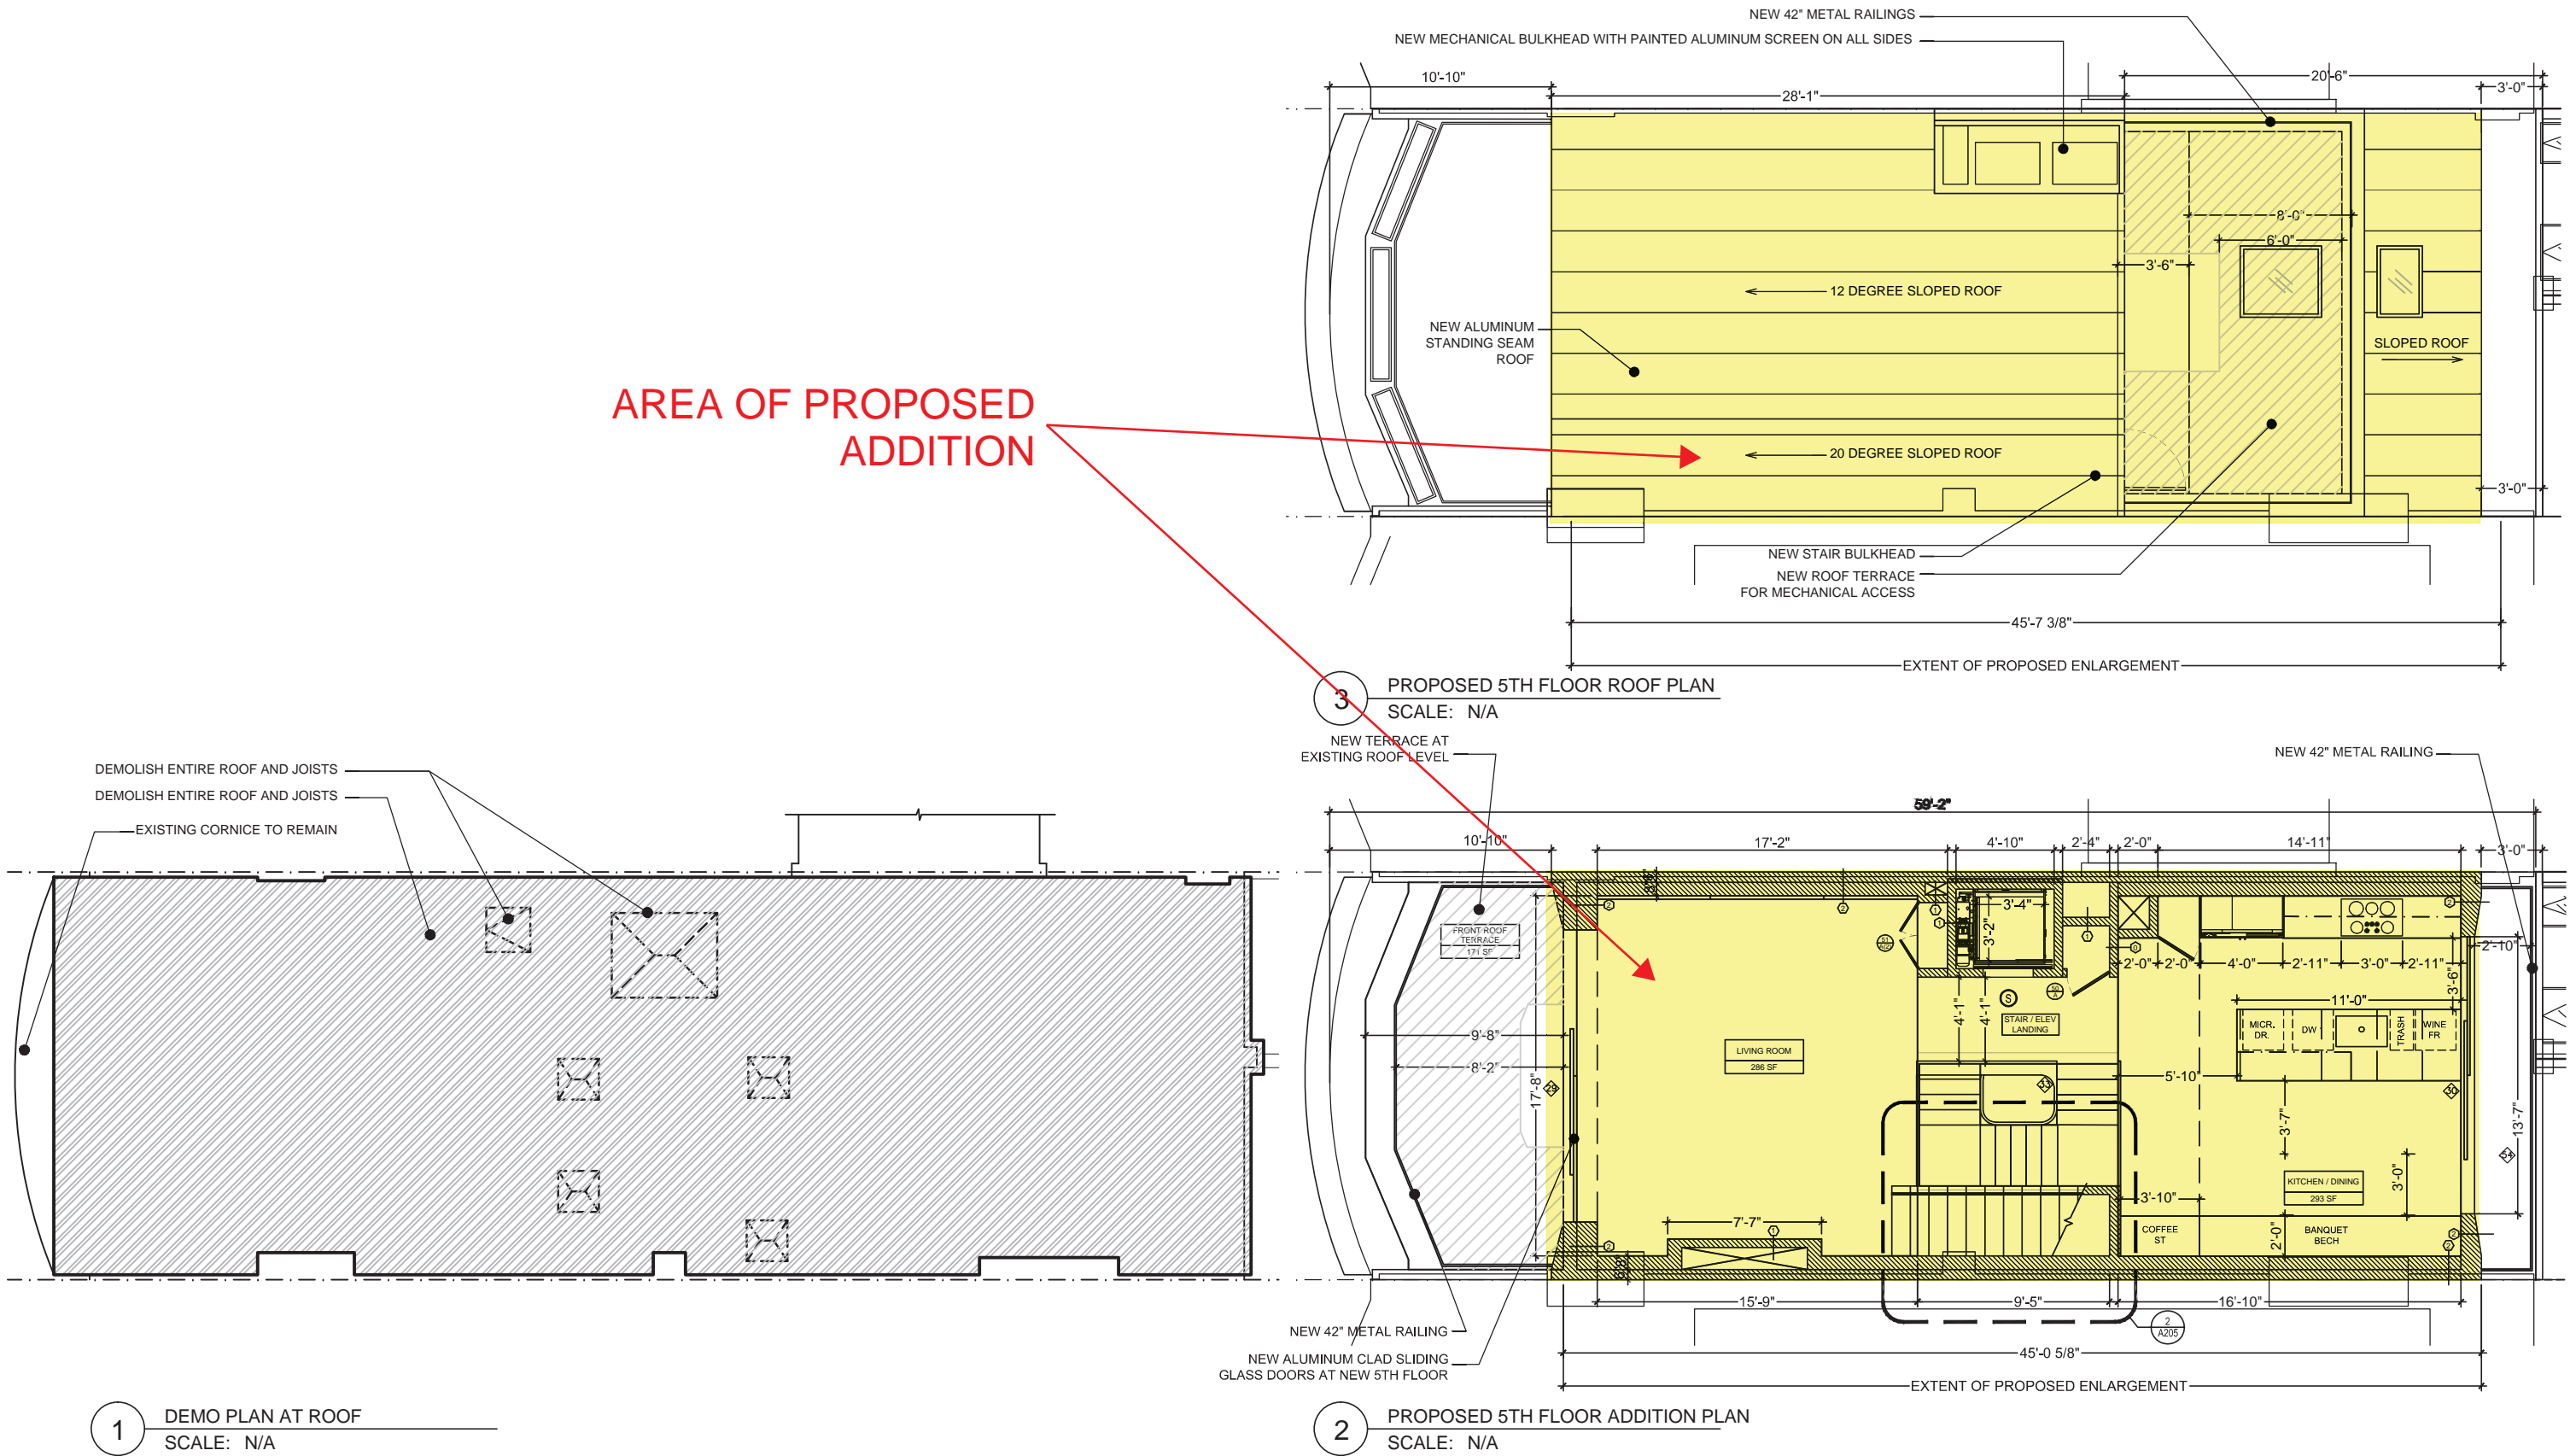 NEW 42" METAL RAILINGS
NEW MECHANICAL BULKHEAD WITH PAINTED ALUMINUM SCREEN ON ALL SIDES
10'-10"
20'-6"
28'-1"
3'-0"
8'-0"
6'-0"
3'-6"
12 DEGREE SLOPED ROOF
NEW ALUMINUM
STANDING SEAM
ROOF
SLOPED ROOF
AREA OF PROPOSED
ADDITION
20 DEGREE SLOPED ROOF
3'-0"
NEW STAIR BULKHEAD
NEW ROOF TERRACE
FOR MECHANICAL ACCESS
45'-7 3/8"
EXTENT OF PROPOSED ENLARGEMENT
3
PROPOSED 5TH FLOOR ROOF PLAN
SCALE: N/A
DEMOLISH ENTIRE ROOF AND JOISTS
DEMOLISH ENTIRE ROOF AND JOISTS
EXISTING CORNICE TO REMAIN
1
DEMO PLAN AT ROOF
SCALE: N/A
NEW TERRACE AT
EXISTING ROOF LEVEL
NEW 42" METAL RAILING
59'-2"
10'-10"
17'-2"
4'-10"
2'-4"
2'-0"
14'-11"
3'-0"
FRONT ROOF
TERRACE
171 SF
3'-4"
3'-2"
2'-10"
2'-0"
2'-0"
4'-0"
2'-11"
3'-0"
2'-11"
3'-6"
11'-0"
4'-1"
4'-1"
S
STAIR / ELEV
LANDING
MICR.
DR.
DW
TRASH
WINE
FR
9'-8"
8'-2"
17'-8"
LIVING ROOM
286 SF
29
33
30
34
5'-10"
3'-7"
13'-7"
3'-0"
KITCHEN / DINING
293 SF
3'-10"
7'-7"
COFFEE
ST
2'-0"
BANQUET
BECH
15'-9"
9'-5"
16'-10"
2
A205
NEW 42" METAL RAILING
NEW ALUMINUM CLAD SLIDING
GLASS DOORS AT NEW 5TH FLOOR
45'-0 5/8"
EXTENT OF PROPOSED ENLARGEMENT
2
PROPOSED 5TH FLOOR ADDITION PLAN
SCALE: N/A